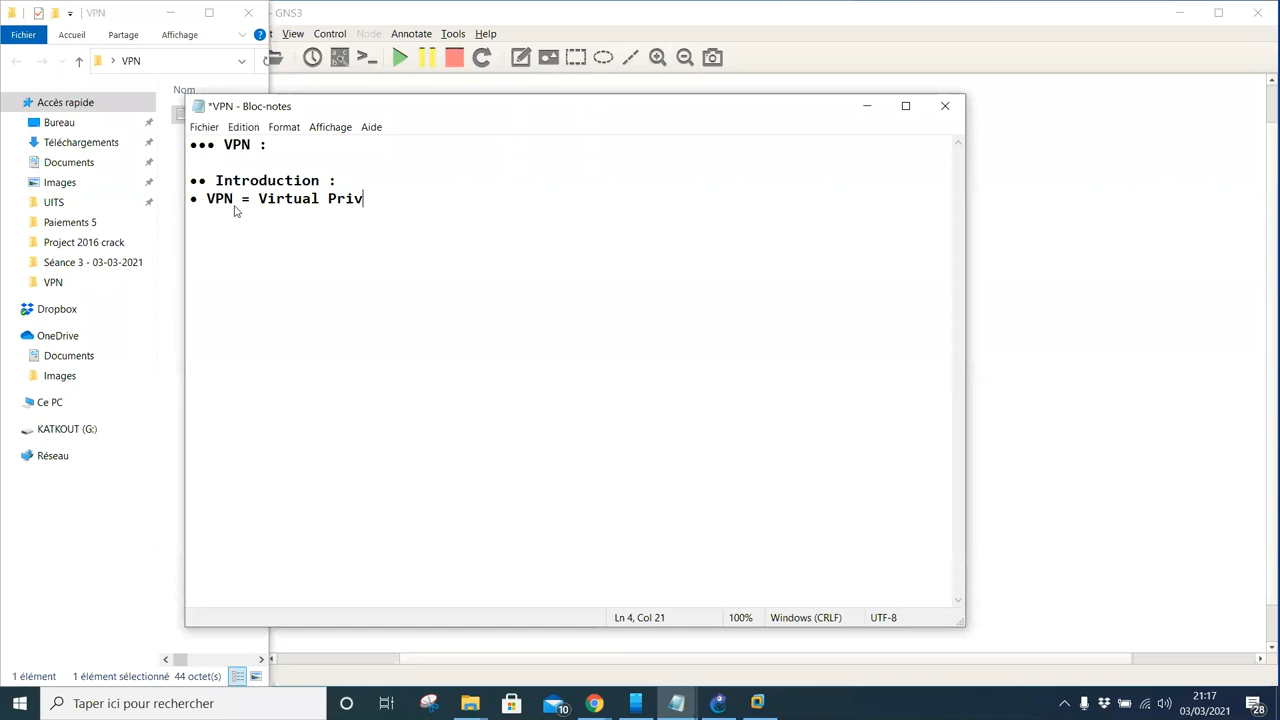 VPN
- GNS3
Fichier Accueil Partage Affichage
t View Control Node Annotate Tools Help
> VPN
Nom
Accès rapide
Bureau
Téléchargements
Documents
Images
UITS
Paiements 5
Project 2016 crack
Séance 3 - 03-03-2021
VPN
Dropbox
OneDrive
Documents
Images
Ce PC
KATKOUT (G:)
Réseau
*VPN - Bloc-notes
Fichier Edition Format Affichage Aide
••• VPN :
•• Introduction :
• VPN = Virtual Priv
Ln 4, Col 21 100% Windows (CRLF) UTF-8
1 élément 1 élément sélectionné 44 octet(s)
Taper ici pour rechercher
10
21:17
03/03/2021
28